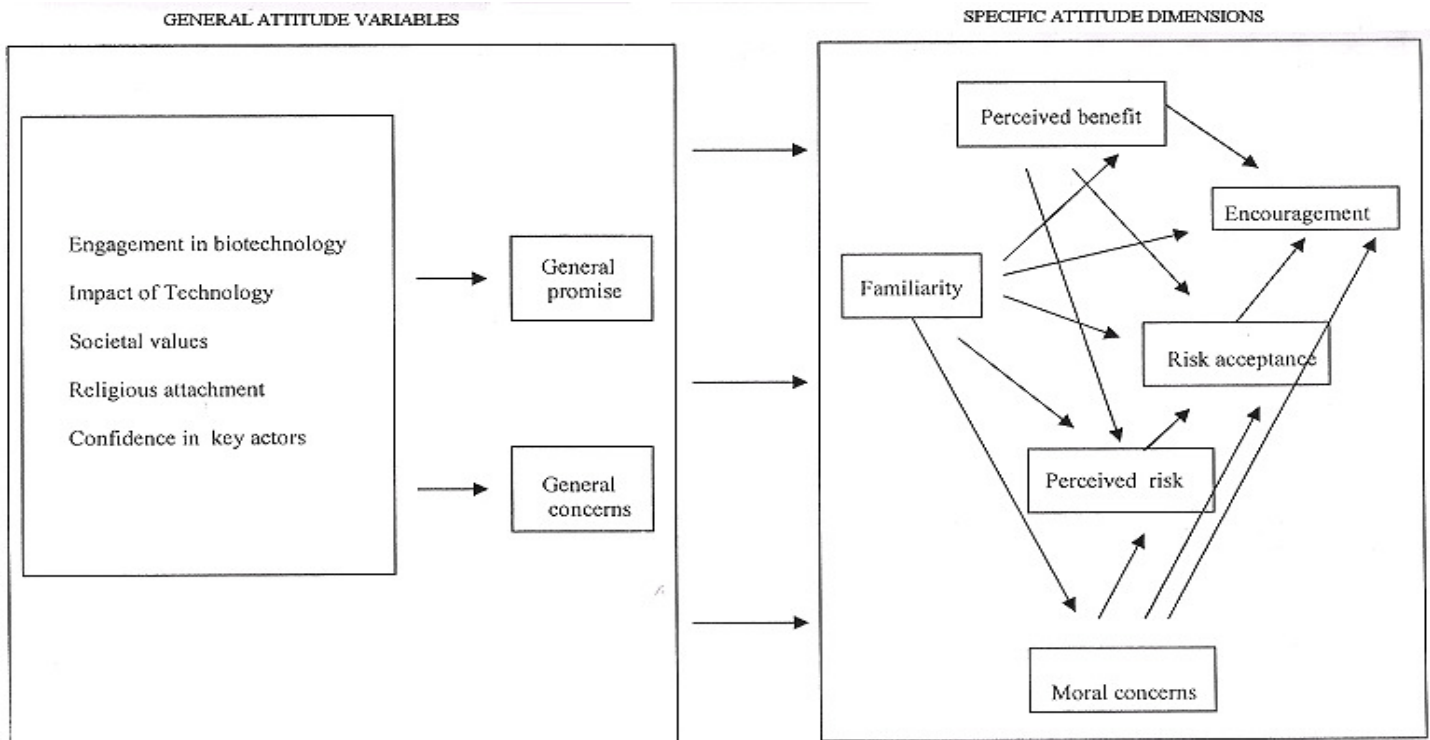 GENERAL ATTITUDE VARIABLES
Engagement in biotechnology
Impact of Technology
Societal values
Religious attachment
Confidence in key actors
General
promise
General
concerns
SPECIFIC ATTITUDE DIMENSIONS
Perceived benefit
Encouragement
Familiarity
Risk acceptance
Perceived risk
Moral concerns